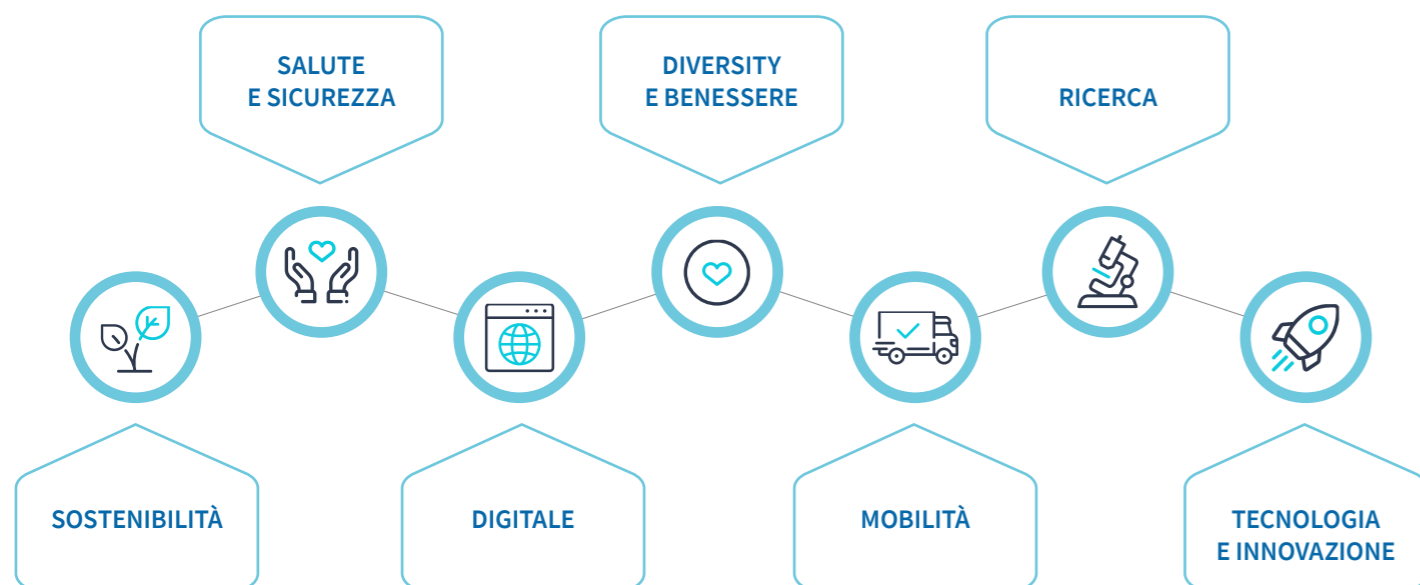 SALUTE
E SICUREZZA
DIVERSITY
E BENESSERE
RICERCA
SOSTENIBILITÀ
DIGITALE
MOBILITÀ
TECNOLOGIA
E INNOVAZIONE